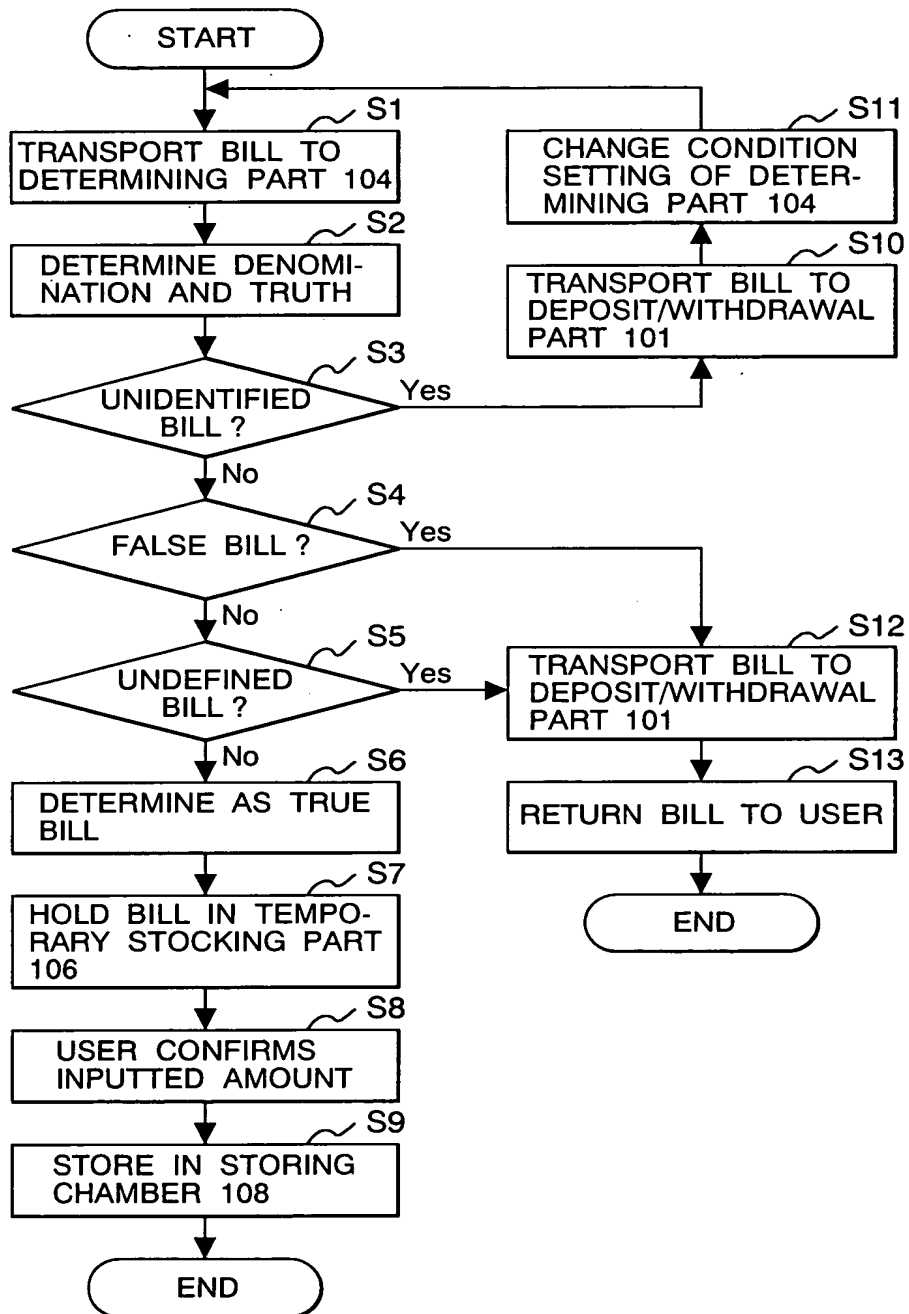 START
S1
TRANSPORT BILL TO
DETERMINING PART 104
S2
DETERMINE DENOMI-
NATION AND TRUTH
S3
UNIDENTIFIED
BILL ?
Yes
No
S4
FALSE BILL ?
Yes
No
S5
UNDEFINED
BILL ?
Yes
No
S6
DETERMINE AS TRUE
BILL
S7
HOLD BILL IN TEMPO-
RARY STOCKING PART
106
S8
USER CONFIRMS
INPUTTED AMOUNT
S9
STORE IN STORING
CHAMBER 108
END
S11
CHANGE CONDITION
SETTING OF DETER-
MINING PART 104
S10
TRANSPORT BILL TO
DEPOSIT/WITHDRAWAL
PART 101
S12
TRANSPORT BILL TO
DEPOSIT/WITHDRAWAL
PART 101
S13
RETURN BILL TO USER
END